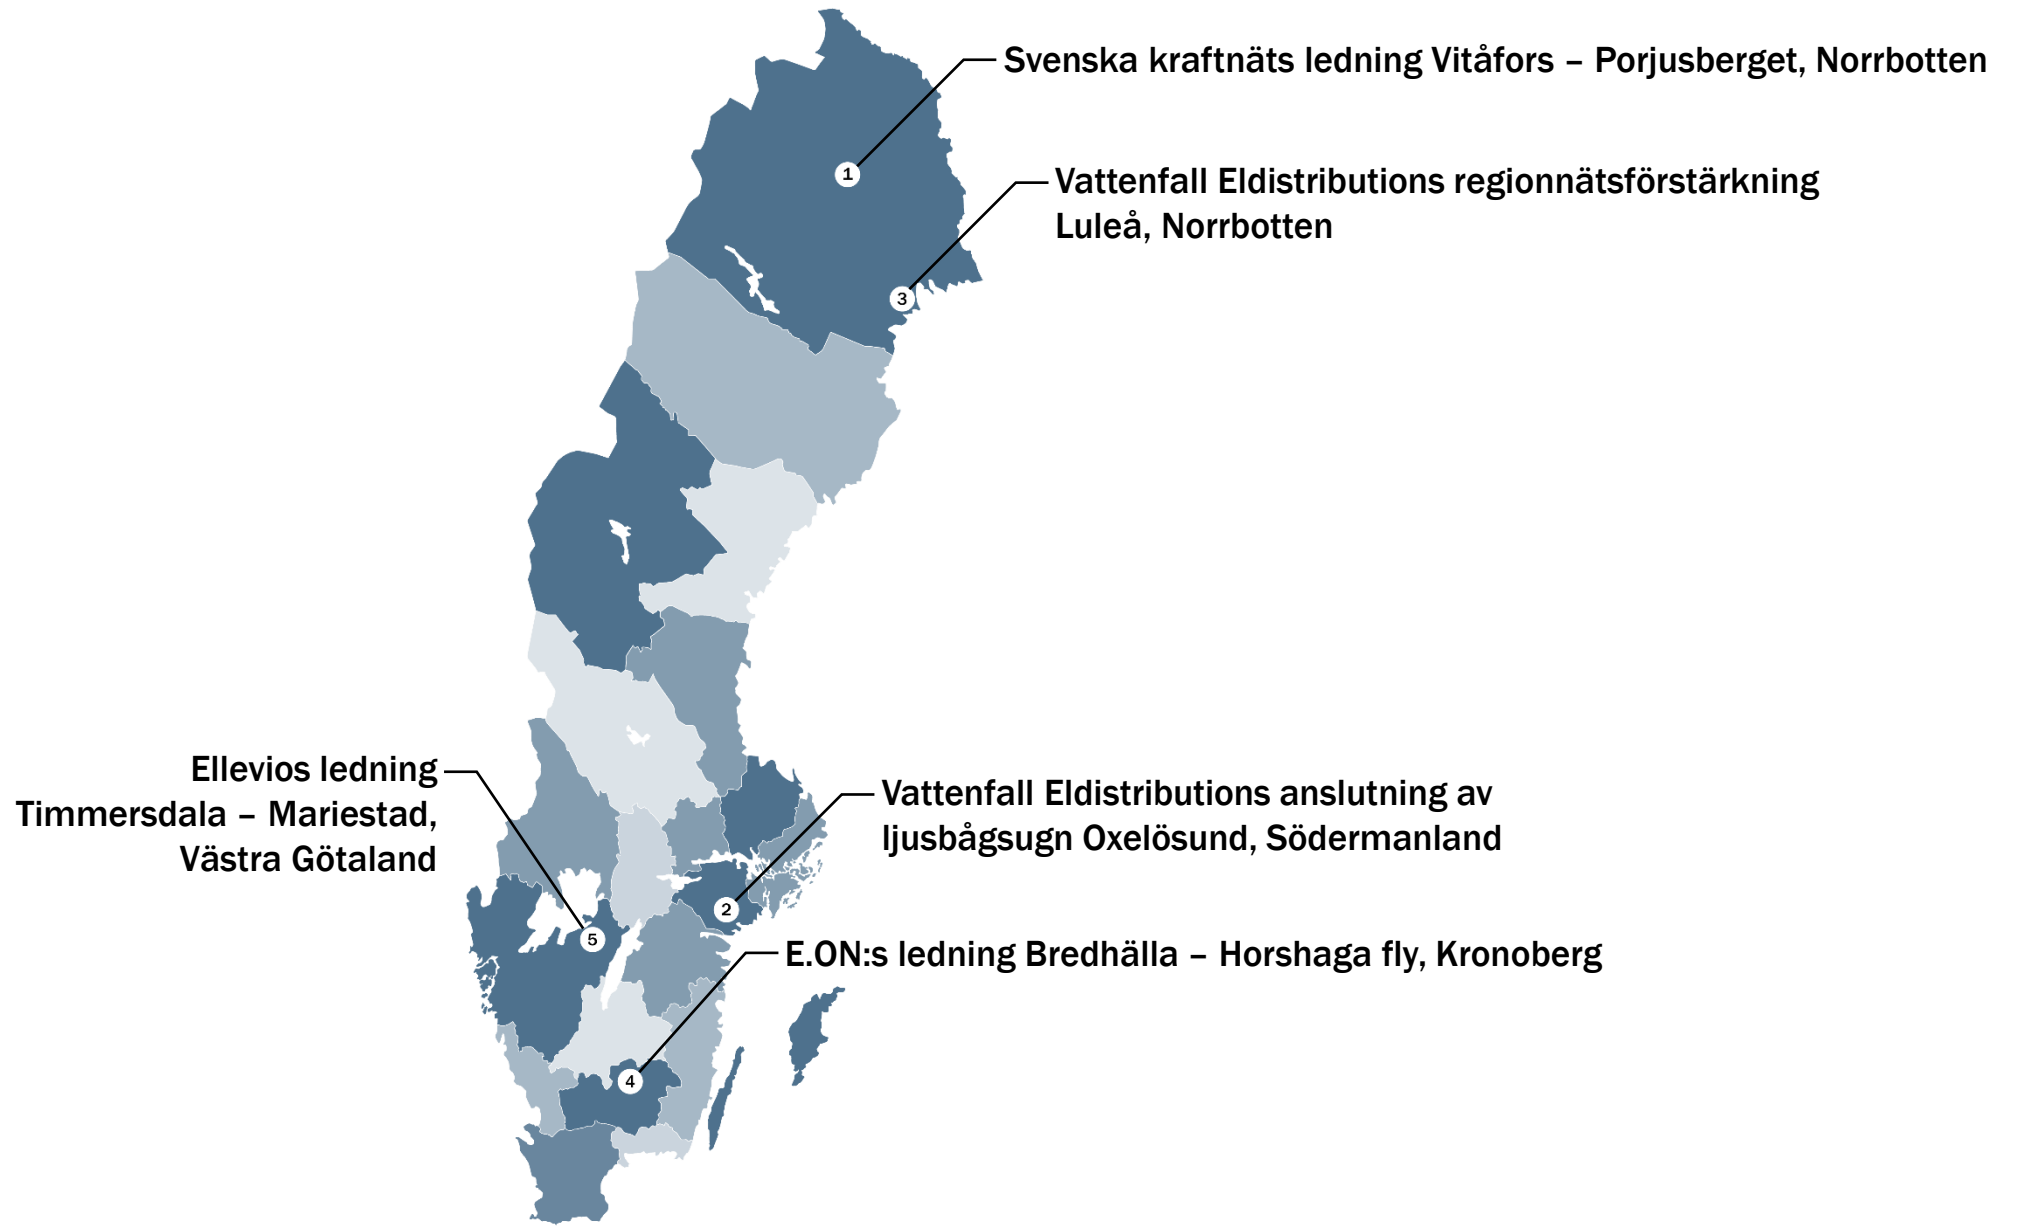 Svenska kraftnäts ledning Vitåfors – Porjusberget, Norrbotten
1
Vattenfall Eldistributions regionnätsförstärkning
Luleå, Norrbotten
3
Ellevios ledning
Timmersdala – Mariestad,
Västra Götaland
5
Vattenfall Eldistributions anslutning av
ljusbågsugn Oxelösund, Södermanland
2
E.ON:s ledning Bredhälla – Horshaga fly, Kronoberg
4